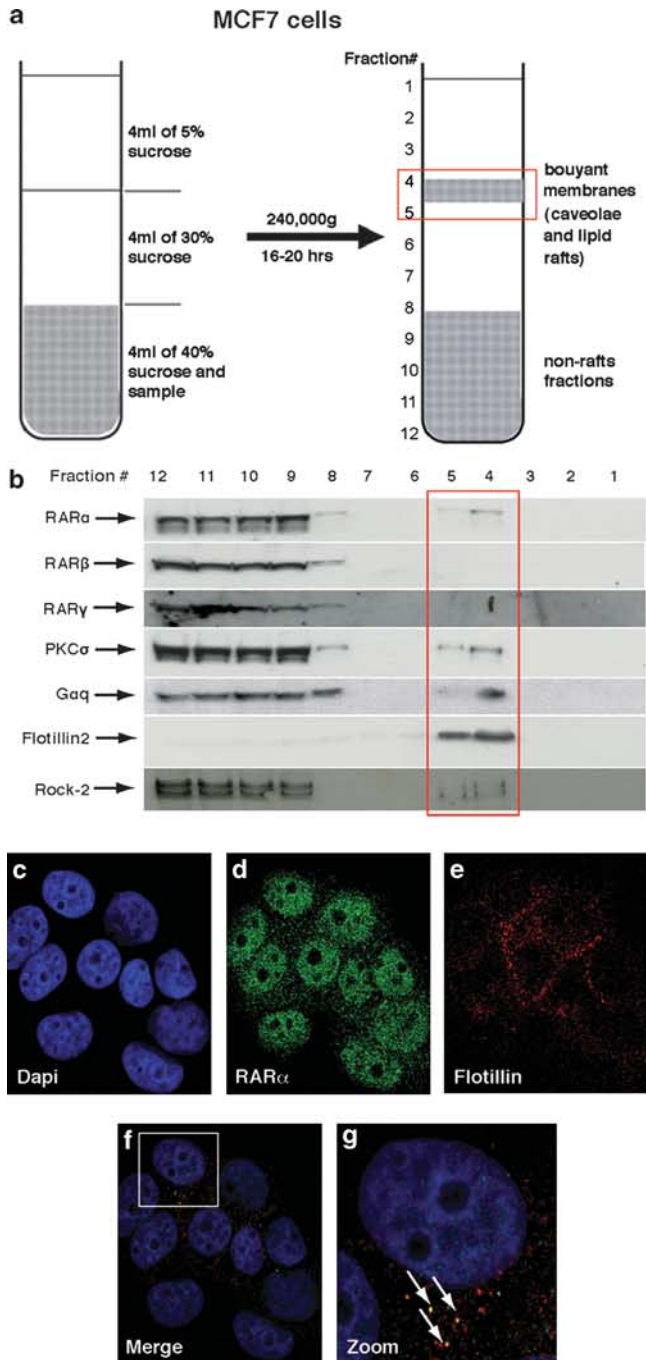 a
MCF7 cells
Fraction#
4ml of 5%
sucrose
4ml of 30%
sucrose
4ml of 40%
sucrose and
sample
240,000g
16-20 hrs
1
2
3
4
5
6
7
8
9
10
11
12
bouyant
membranes
(caveolae
and lipid
rafts)
non-rafts
fractions
b
Fraction # 12 11 10 9 8 7 6 5 4 3 2 1
RARα
RARβ
RARγ
PKCσ
Gαq
Flotillin2
Rock-2
c
Dapi
d
RARα
e
Flotillin
f
Merge
g
Zoom